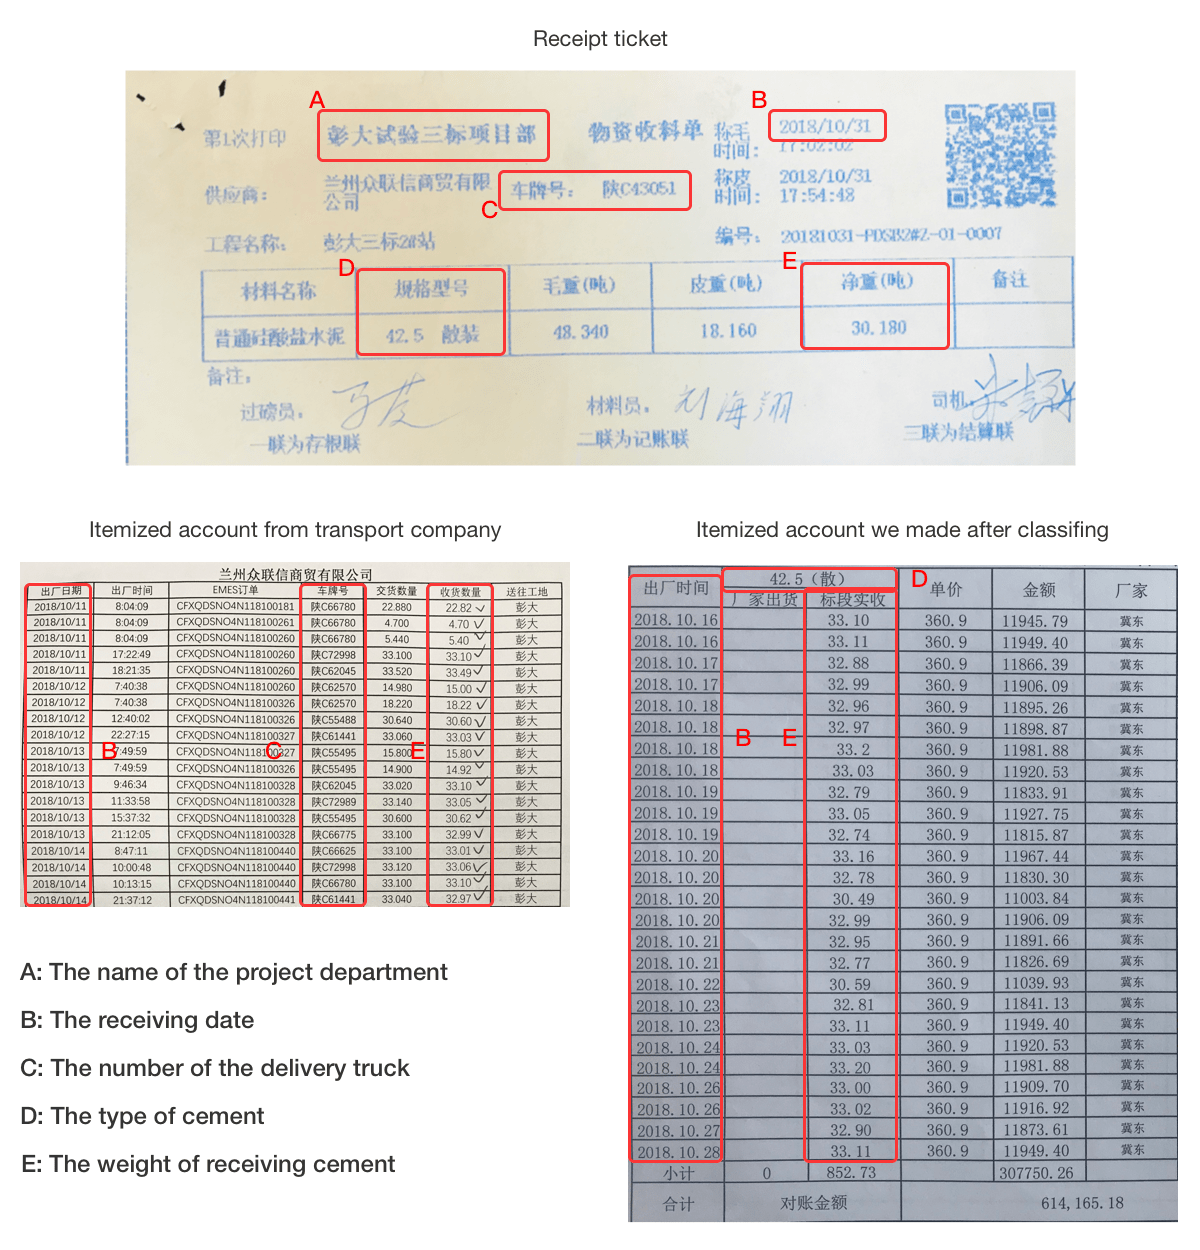 Receipt ticket
A
B
第1次打印
彭大试验三标项目部
物资收料单
称毛时间：
2018/10/31
17:02:02
供应商：
兰州众联信商贸有限公司
车牌号： 陕C43051
称皮时间：
2018/10/31
17:54:48
C
工程名称：
彭大三标2#站
编号： 20181031-PDSB2#Z-01-0007
D
E
材料名称 规格型号 毛重(吨) 皮重(吨) 净重(吨) 备注
普通硅酸盐水泥 42.5 散装 48.340 18.160 30.180
备注：
过磅员：
材料员：
司机：
一联为存根联
二联为记账联
三联为结算联
Itemized account from transport company
兰州众联信商贸有限公司
出厂日期 出厂时间 EMES订单 车牌号 交货数量 收货数量 送往工地
2018/10/11 8:04:09 CFXQDSNO4N118100181 陕C66780 22.880 22.82 彭大
2018/10/11 8:04:09 CFXQDSNO4N118100261 陕C66780 4.700 4.70 彭大
2018/10/11 8:04:09 CFXQDSNO4N118100260 陕C66780 5.440 5.40 彭大
2018/10/11 17:22:49 CFXQDSNO4N118100260 陕C72998 33.100 33.10 彭大
2018/10/11 18:21:35 CFXQDSNO4N118100260 陕C62045 33.520 33.49 彭大
2018/10/12 7:40:38 CFXQDSNO4N118100260 陕C62570 14.980 15.00 彭大
2018/10/12 7:40:38 CFXQDSNO4N118100326 陕C62570 18.220 18.22 彭大
2018/10/12 12:40:02 CFXQDSNO4N118100326 陕C55488 30.640 30.60 彭大
2018/10/12 22:27:15 CFXQDSNO4N118100327 陕C61441 33.060 33.03 彭大
2018/10/13 7:49:59 CFXQDSNO4N118100327 陕C55495 15.800 15.80 彭大
B
C
E
2018/10/13 7:49:59 CFXQDSNO4N118100326 陕C55495 14.900 14.92 彭大
2018/10/13 9:46:34 CFXQDSNO4N118100328 陕C62045 33.020 33.10 彭大
2018/10/13 11:33:58 CFXQDSNO4N118100328 陕C72989 33.140 33.05 彭大
2018/10/13 15:37:32 CFXQDSNO4N118100328 陕C55495 30.600 30.62 彭大
2018/10/13 21:12:05 CFXQDSNO4N118100328 陕C66775 33.100 32.99 彭大
2018/10/14 8:47:11 CFXQDSNO4N118100440 陕C66625 33.100 33.01 彭大
2018/10/14 10:00:48 CFXQDSNO4N118100440 陕C72998 33.120 33.06 彭大
2018/10/14 10:13:15 CFXQDSNO4N118100440 陕C66780 33.100 33.10 彭大
2018/10/14 21:37:12 CFXQDSNO4N118100441 陕C61441 33.040 32.97 彭大
Itemized account we made after classifing
出厂时间 42.5（散） D 单价 金额 厂家
厂家出货 标段实收
2018.10.16 33.10 360.9 11945.79 冀东
2018.10.16 33.11 360.9 11949.40 冀东
2018.10.17 32.88 360.9 11866.39 冀东
2018.10.17 32.99 360.9 11906.09 冀东
2018.10.18 32.96 360.9 11895.26 冀东
2018.10.18 32.97 360.9 11898.87 冀东
B E
2018.10.18 33.2 360.9 11981.88 冀东
2018.10.18 33.03 360.9 11920.53 冀东
2018.10.19 32.79 360.9 11833.91 冀东
2018.10.19 33.05 360.9 11927.75 冀东
2018.10.19 32.74 360.9 11815.87 冀东
2018.10.20 33.16 360.9 11967.44 冀东
2018.10.20 32.78 360.9 11830.30 冀东
2018.10.20 30.49 360.9 11003.84 冀东
2018.10.20 32.99 360.9 11906.09 冀东
2018.10.21 32.95 360.9 11891.66 冀东
2018.10.21 32.77 360.9 11826.69 冀东
2018.10.22 30.59 360.9 11039.93 冀东
2018.10.23 32.81 360.9 11841.13 冀东
2018.10.23 33.11 360.9 11949.40 冀东
2018.10.24 33.03 360.9 11920.53 冀东
2018.10.24 33.20 360.9 11981.88 冀东
2018.10.26 33.00 360.9 11909.70 冀东
2018.10.26 33.02 360.9 11916.92 冀东
2018.10.27 32.90 360.9 11873.61 冀东
2018.10.28 33.11 360.9 11949.40 冀东
小计 0 852.73 307750.26
合计 对账金额 614,165.18
A: The name of the project department
B: The receiving date
C: The number of the delivery truck
D: The type of cement
E: The weight of receiving cement